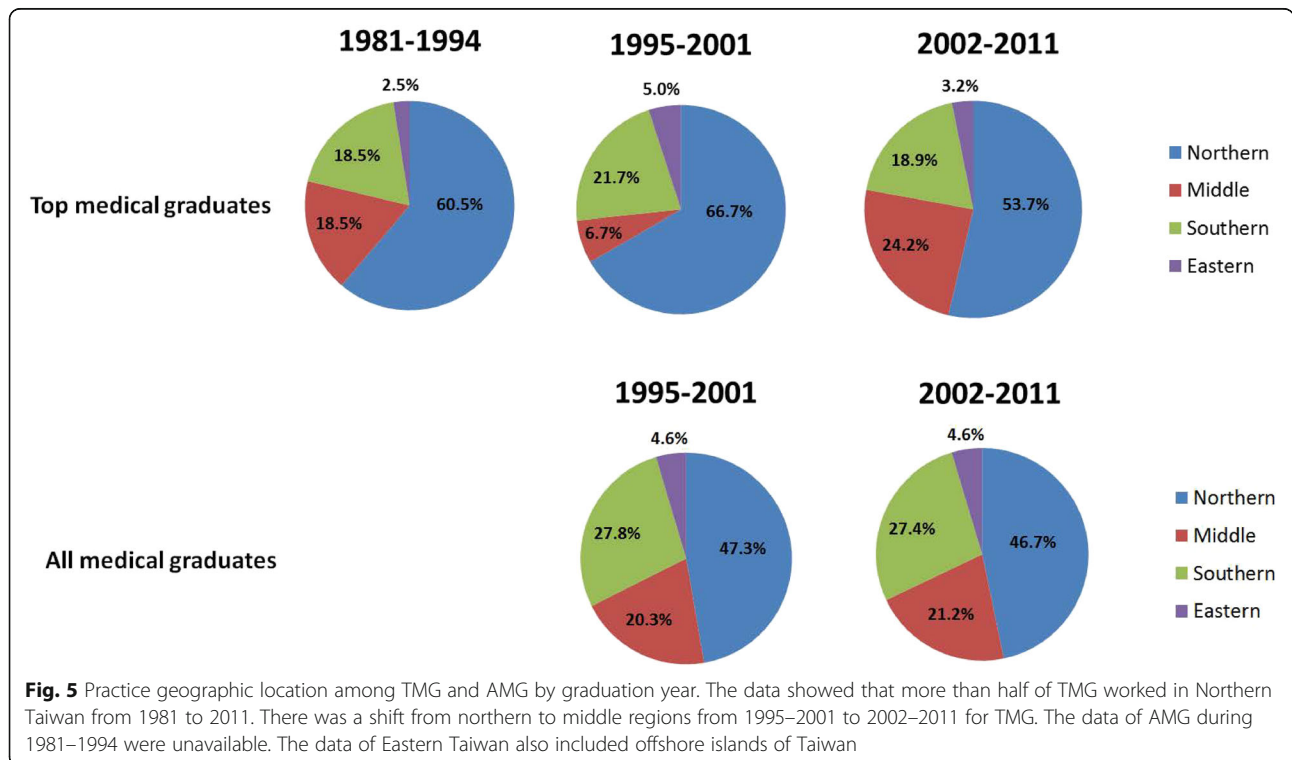 1981-1994
1995-2001
2002-2011
2.5%
5.0%
3.2%
Top medical graduates
18.5%
18.5%
60.5%
21.7%
6.7%
66.7%
18.9%
24.2%
53.7%
Northern
Middle
Southern
Eastern
1995-2001
2002-2011
4.6%
4.6%
All medical graduates
27.8%
20.3%
47.3%
27.4%
21.2%
46.7%
Northern
Middle
Southern
Eastern
Fig. 5 Practice geographic location among TMG and AMG by graduation year. The data showed that more than half of TMG worked in Northern
Taiwan from 1981 to 2011. There was a shift from northern to middle regions from 1995–2001 to 2002–2011 for TMG. The data of AMG during
1981–1994 were unavailable. The data of Eastern Taiwan also included offshore islands of Taiwan